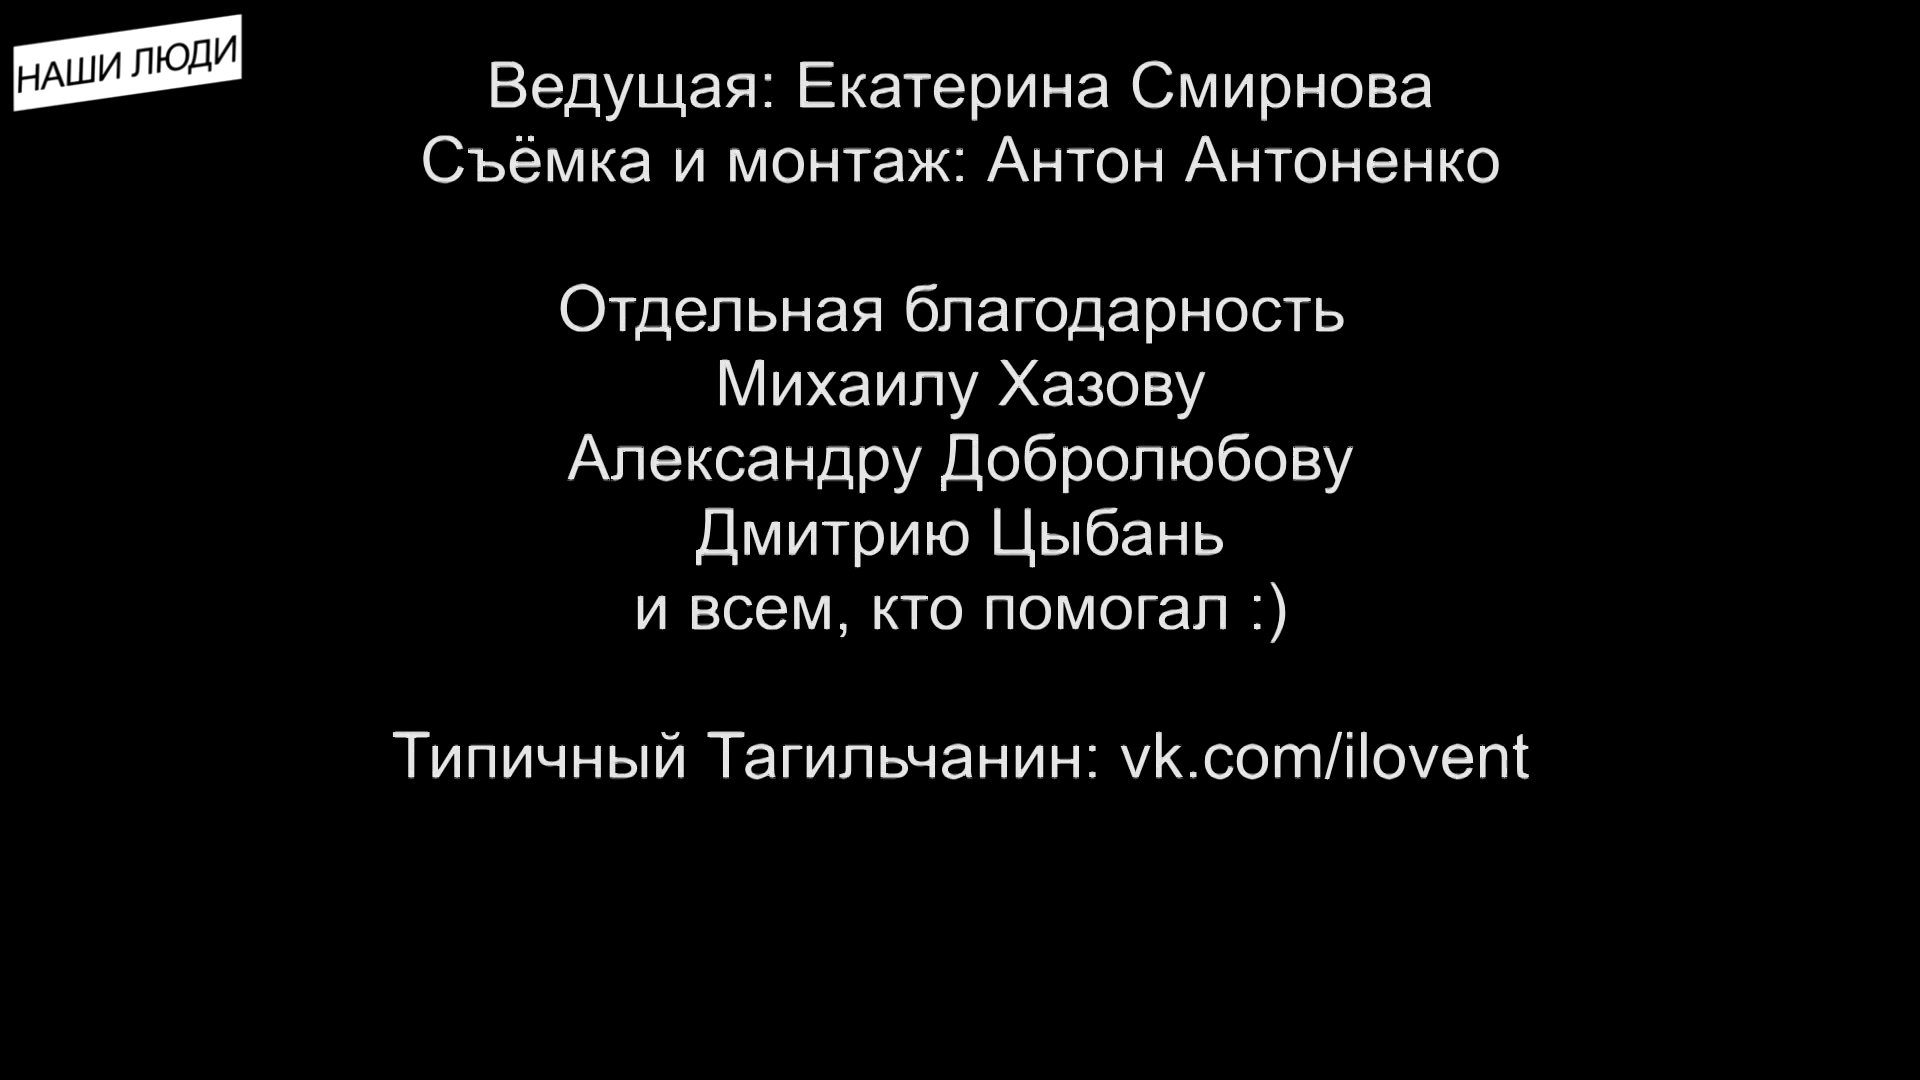 НАШИ ЛЮДИ
Ведущая: Екатерина Смирнова
Съёмка и монтаж: Антон Антоненко
Отдельная благодарность
Михаилу Хазову
Александру Добролюбову
Дмитрию Цыбань
и всем, кто помогал :)
Типичный Тагильчанин: vk.com/ilovent